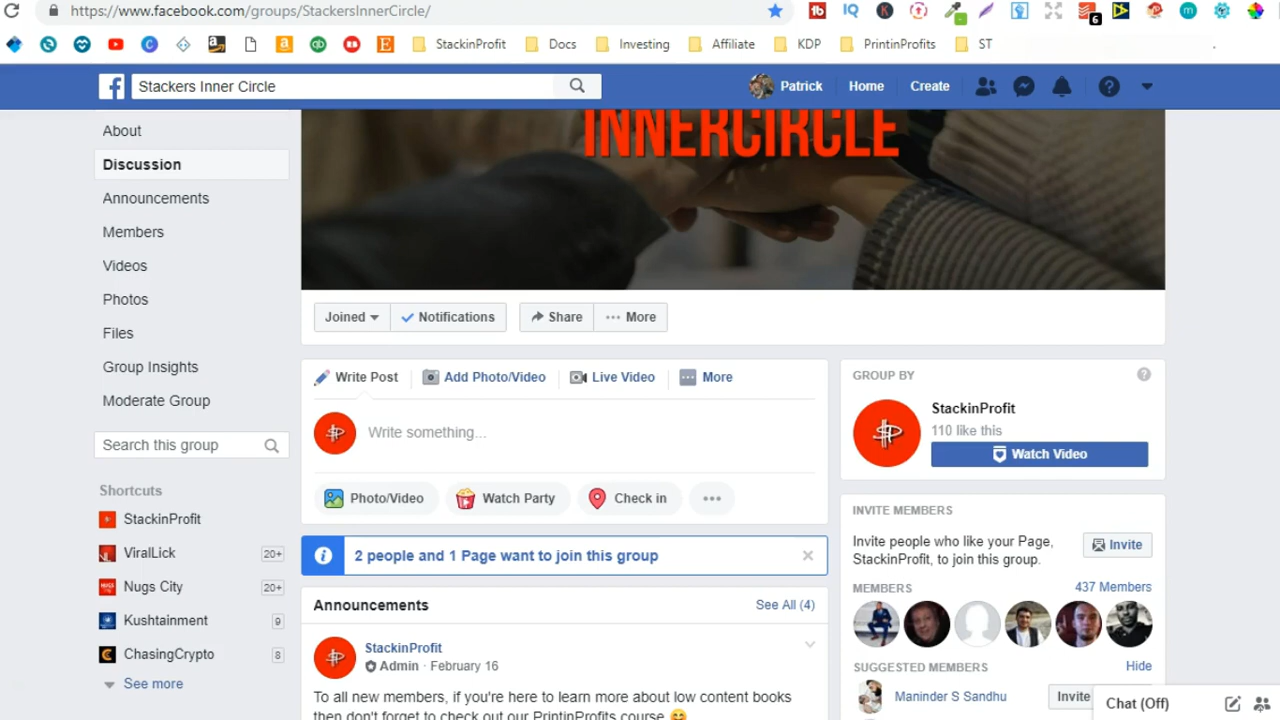 https://www.facebook.com/groups/StackersInnerCircle/
6
StackinProfit Docs Investing Affiliate KDP PrintinProfits ST
Stackers Inner Circle
Patrick Home Create
About
Discussion
Announcements
Members
Videos
Photos
Files
Group Insights
Moderate Group
Search this group
Shortcuts
StackinProfit
ViralLick 20+
Nugs City 20+
Kushtainment 9
ChasingCrypto 8
See more
INNERCIRCLE
Joined Notifications Share More
Write Post Add Photo/Video Live Video More
Write something...
Photo/Video Watch Party Check in
2 people and 1 Page want to join this group
Announcements See All (4)
StackinProfit
Admin · February 16
To all new members, if you're here to learn more about low content books
then don't forget to check out our PrintinProfits course
GROUP BY
StackinProfit
110 like this
Watch Video
INVITE MEMBERS
Invite people who like your Page,
StackinProfit, to join this group.
Invite
MEMBERS 437 Members
SUGGESTED MEMBERS Hide
Maninder S Sandhu Invite
Chat (Off)